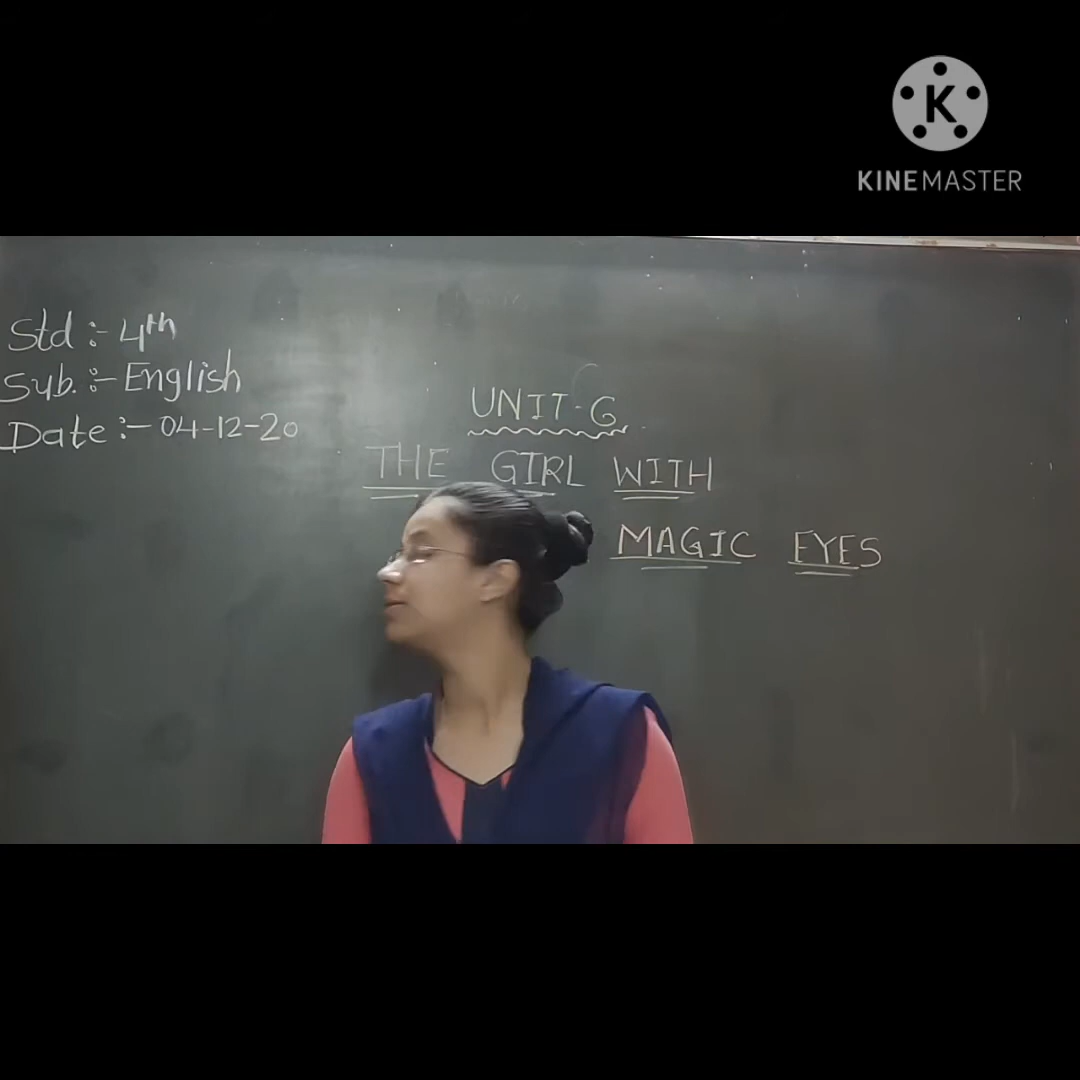 KINEMASTER
Std :- 4th
Sub. :- English
Date :- 04-12-20
UNIT-6
THE GIRL WITH
MAGIC EYES